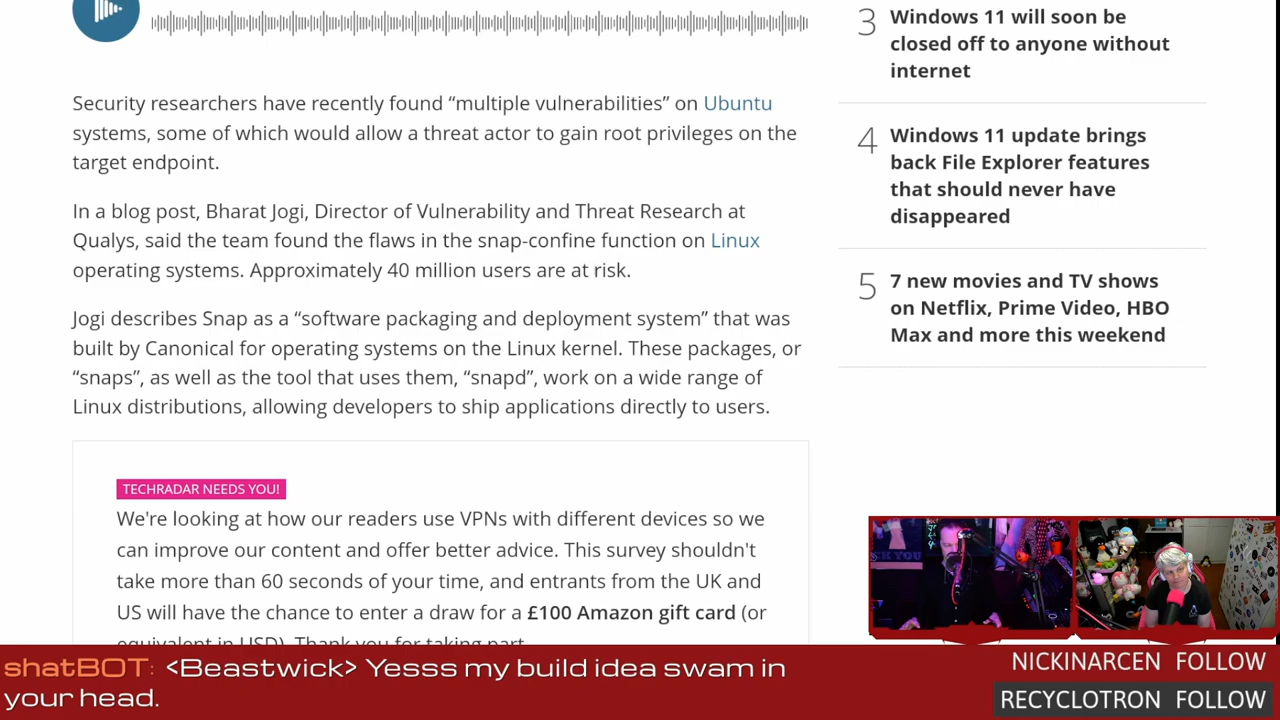 Security researchers have recently found “multiple vulnerabilities” on Ubuntu
systems, some of which would allow a threat actor to gain root privileges on the
target endpoint.
In a blog post, Bharat Jogi, Director of Vulnerability and Threat Research at
Qualys, said the team found the flaws in the snap-confine function on Linux
operating systems. Approximately 40 million users are at risk.
Jogi describes Snap as a “software packaging and deployment system” that was
built by Canonical for operating systems on the Linux kernel. These packages, or
“snaps”, as well as the tool that uses them, “snapd”, work on a wide range of
Linux distributions, allowing developers to ship applications directly to users.
TECHRADAR NEEDS YOU!
We're looking at how our readers use VPNs with different devices so we
can improve our content and offer better advice. This survey shouldn't
take more than 60 seconds of your time, and entrants from the UK and
US will have the chance to enter a draw for a £100 Amazon gift card (or
equivalent in USD). Thank you for taking part.
3 Windows 11 will soon be
closed off to anyone without
internet
4 Windows 11 update brings
back File Explorer features
that should never have
disappeared
5 7 new movies and TV shows
on Netflix, Prime Video, HBO
Max and more this weekend
shatBOT: <Beastwick> Yesss my build idea swam in
your head.
NICKINARCEN FOLLOW
RECYCLOTRON FOLLOW